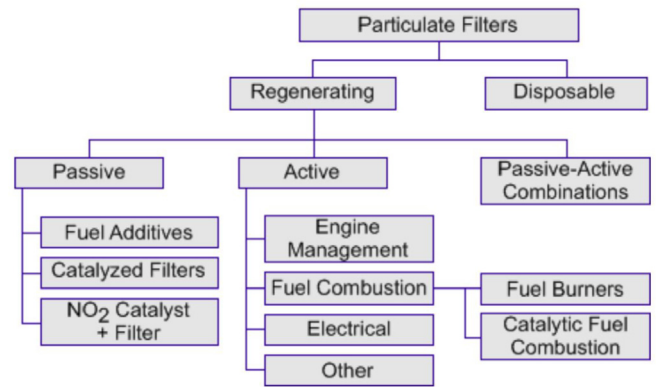 Particulate Filters
Regenerating
Disposable
Passive
Active
Passive-Active
Combinations
Fuel Additives
Catalyzed Filters
NO2 Catalyst
+ Filter
Engine
Management
Fuel Combustion
Electrical
Other
Fuel Burners
Catalytic Fuel
Combustion